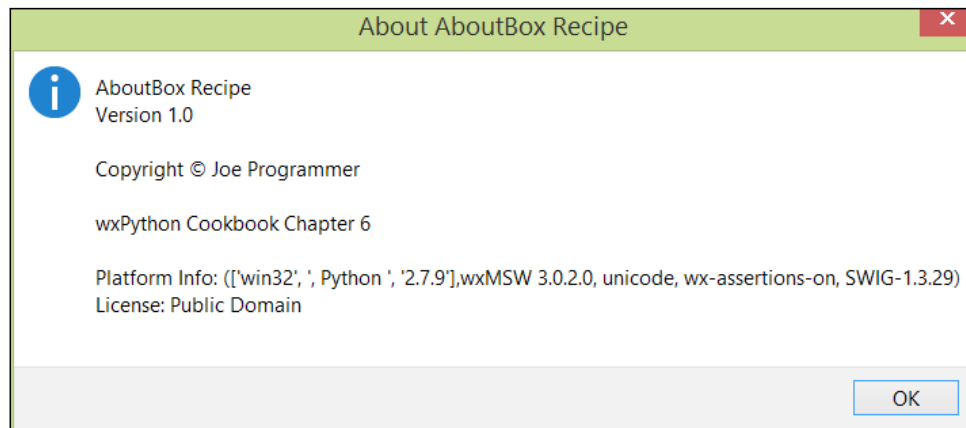 About AboutBox Recipe
AboutBox Recipe
Version 1.0
Copyright © Joe Programmer
wxPython Cookbook Chapter 6
Platform Info: (['win32', ', Python ', '2.7.9'],wxMSW 3.0.2.0, unicode, wx-assertions-on, SWIG-1.3.29)
License: Public Domain
OK